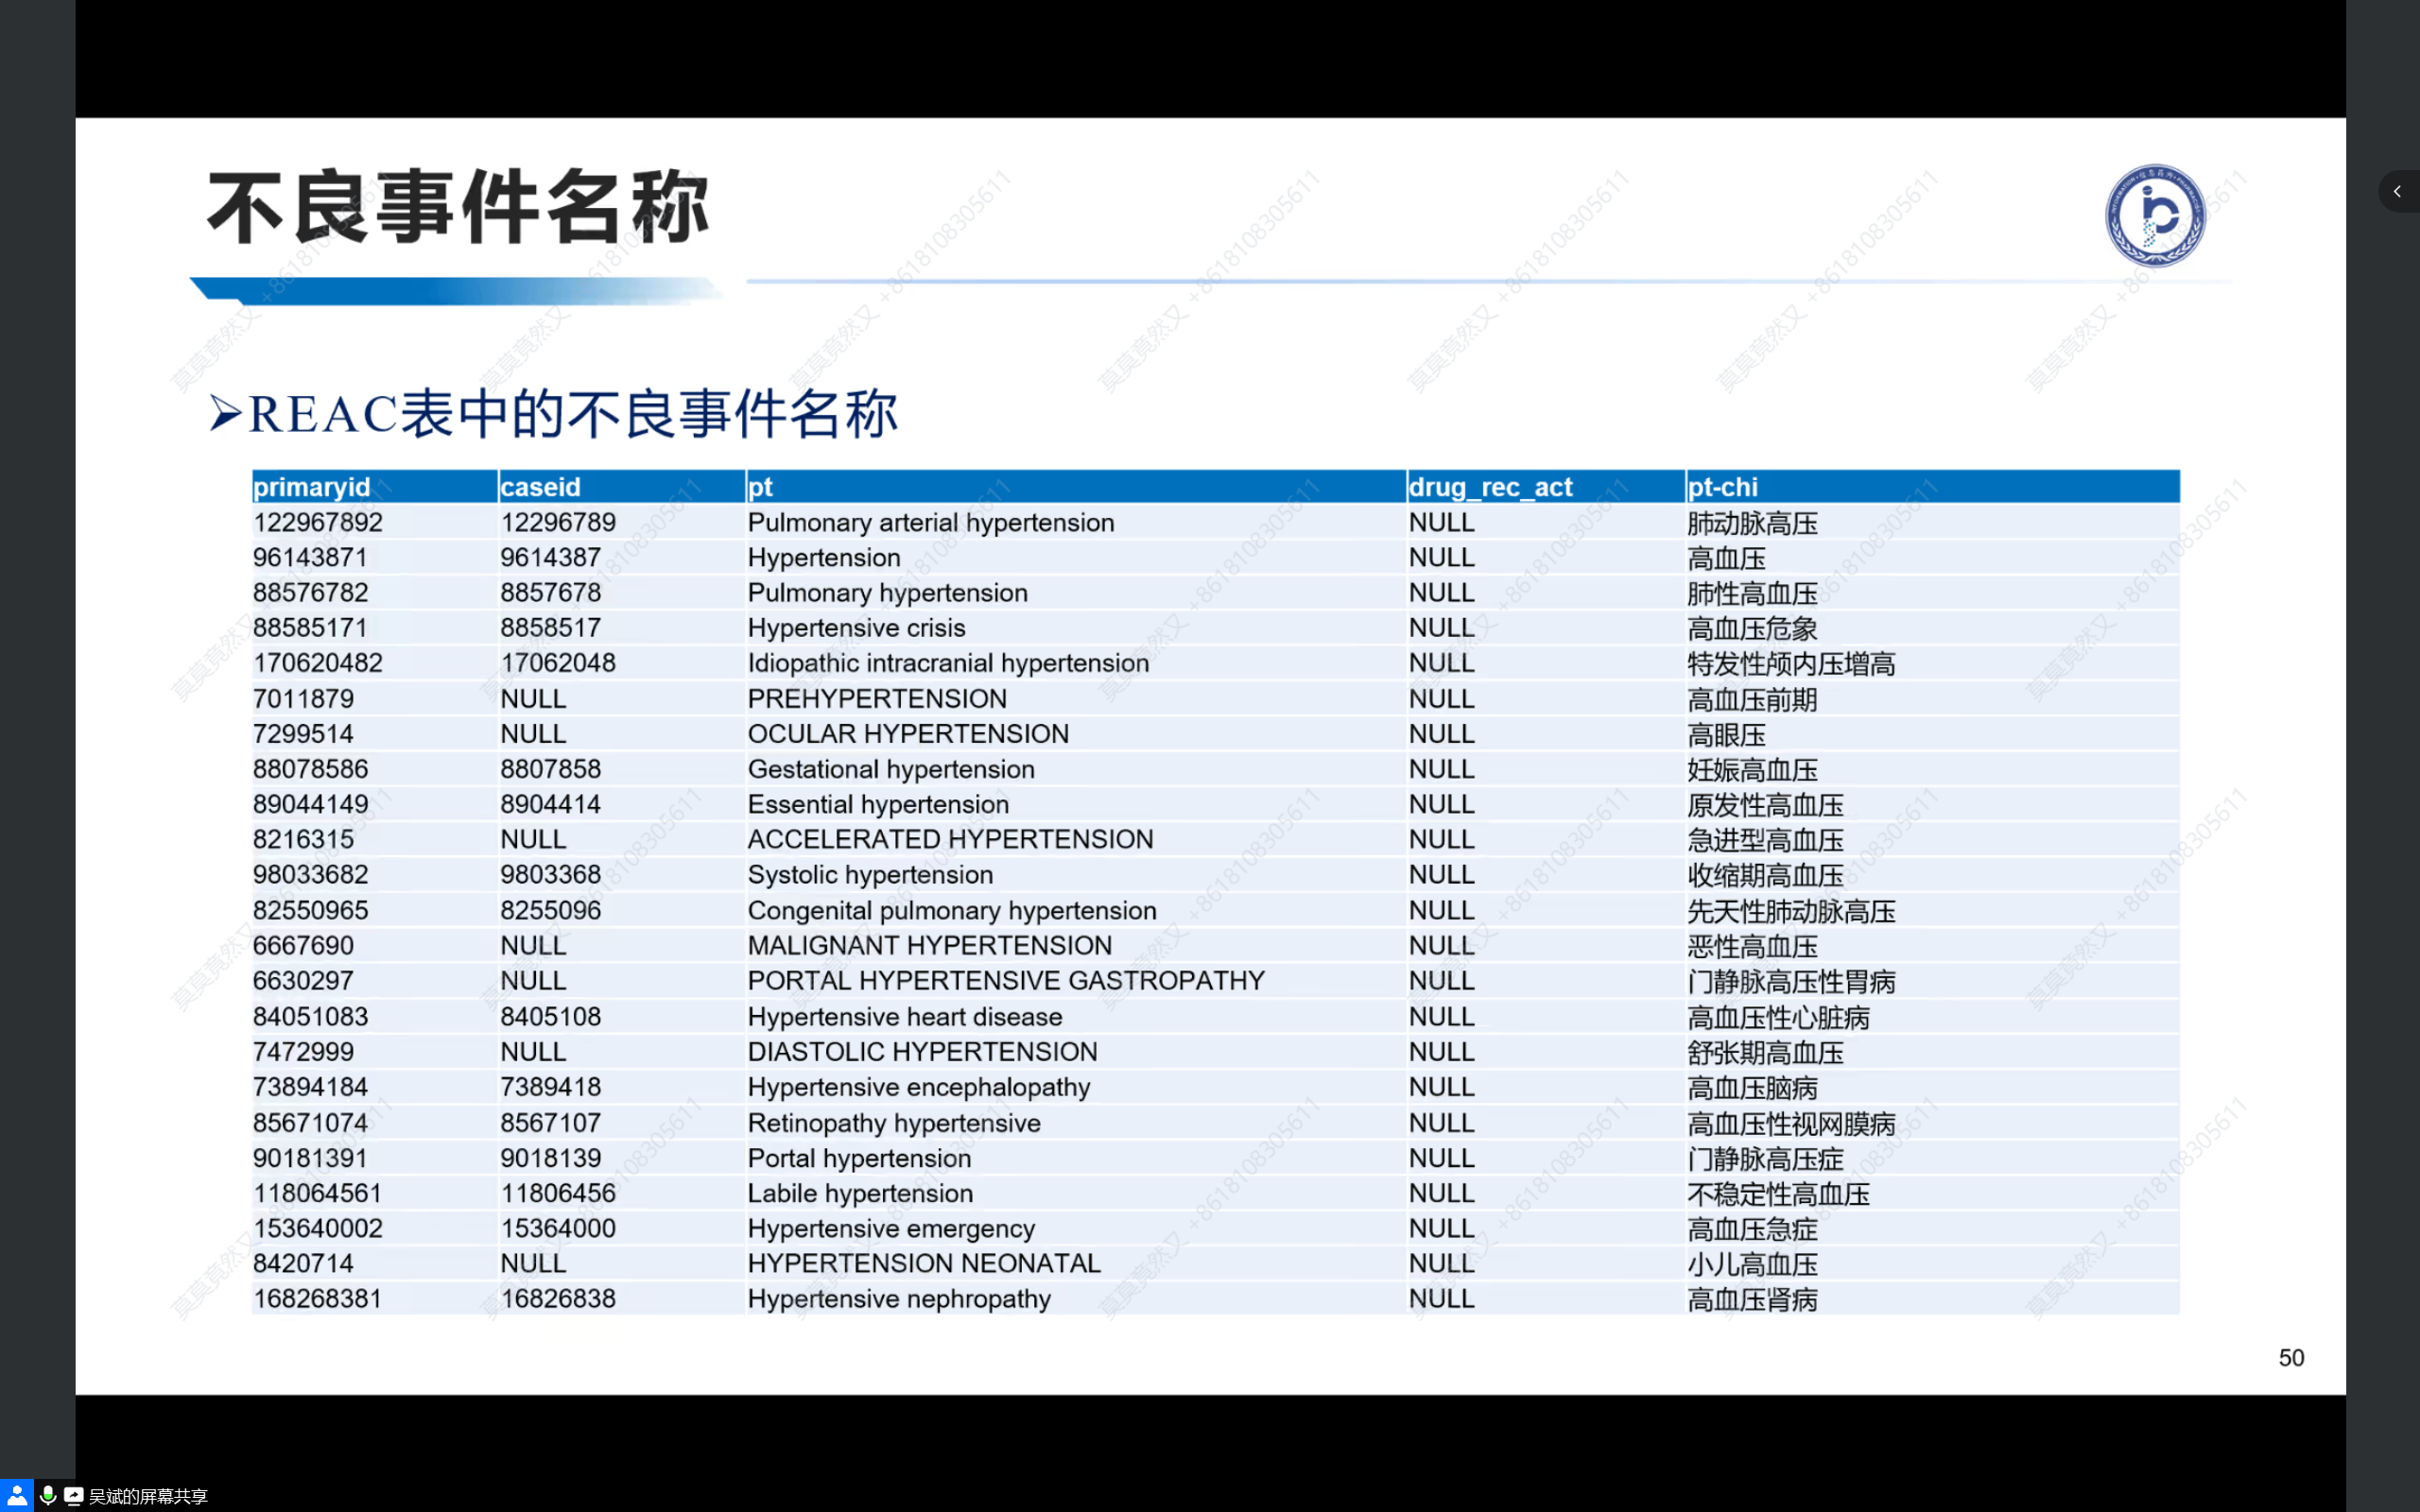 不良事件名称
➢REAC表中的不良事件名称
primaryid caseid pt drug_rec_act pt-chi
122967892 12296789 Pulmonary arterial hypertension NULL 肺动脉高压
96143871 9614387 Hypertension NULL 高血压
88576782 8857678 Pulmonary hypertension NULL 肺性高血压
88585171 8858517 Hypertensive crisis NULL 高血压危象
170620482 17062048 Idiopathic intracranial hypertension NULL 特发性颅内压增高
7011879 NULL PREHYPERTENSION NULL 高血压前期
7299514 NULL OCULAR HYPERTENSION NULL 高眼压
88078586 8807858 Gestational hypertension NULL 妊娠高血压
89044149 8904414 Essential hypertension NULL 原发性高血压
8216315 NULL ACCELERATED HYPERTENSION NULL 急进型高血压
98033682 9803368 Systolic hypertension NULL 收缩期高血压
82550965 8255096 Congenital pulmonary hypertension NULL 先天性肺动脉高压
6667690 NULL MALIGNANT HYPERTENSION NULL 恶性高血压
6630297 NULL PORTAL HYPERTENSIVE GASTROPATHY NULL 门静脉高压性胃病
84051083 8405108 Hypertensive heart disease NULL 高血压性心脏病
7472999 NULL DIASTOLIC HYPERTENSION NULL 舒张期高血压
73894184 7389418 Hypertensive encephalopathy NULL 高血压脑病
85671074 8567107 Retinopathy hypertensive NULL 高血压性视网膜病
90181391 9018139 Portal hypertension NULL 门静脉高压症
118064561 11806456 Labile hypertension NULL 不稳定性高血压
153640002 15364000 Hypertensive emergency NULL 高血压急症
8420714 NULL HYPERTENSION NEONATAL NULL 小儿高血压
168268381 16826838 Hypertensive nephropathy NULL 高血压肾病
50
莫莫竟然又 +8618108305611
吴斌的屏幕共享